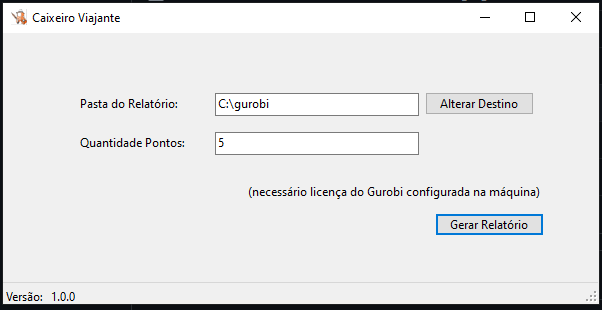 Caixeiro Viajante
Pasta do Relatório: C:\gurobi Alterar Destino
Quantidade Pontos: 5
(necessário licença do Gurobi configurada na máquina)
Gerar Relatório
Versão: 1.0.0